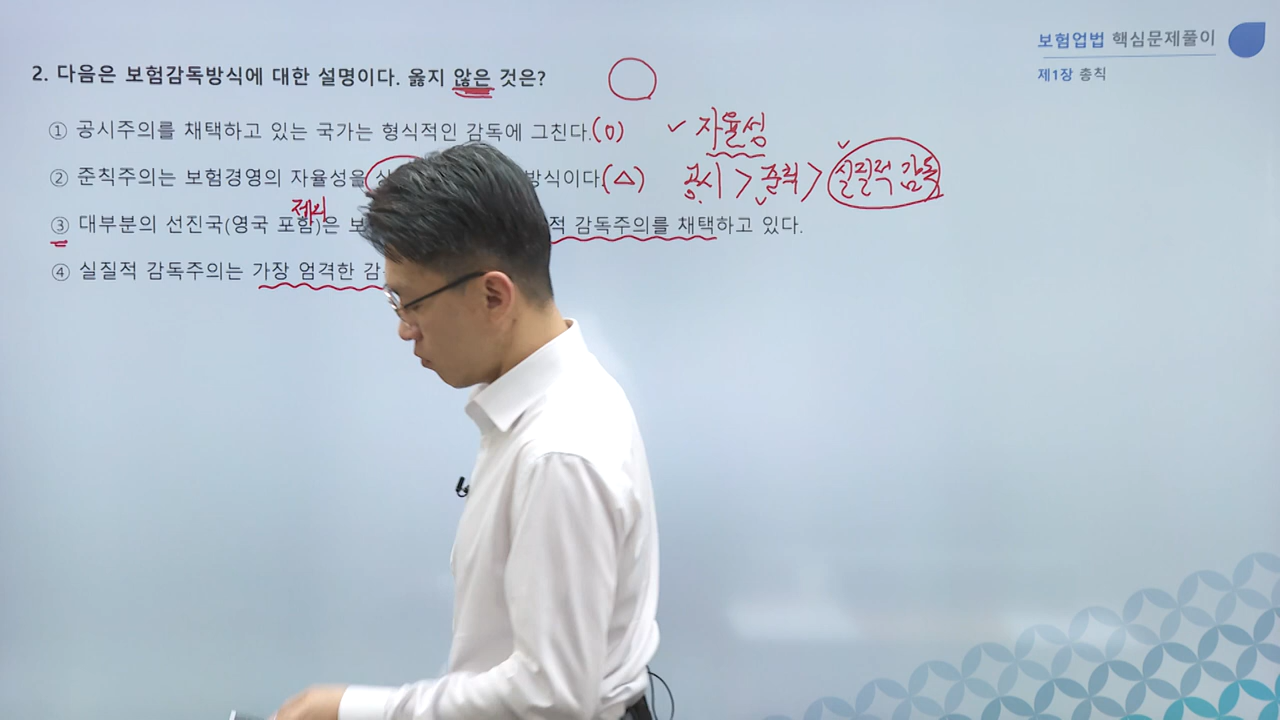 보험업법 핵심문제풀이
제1장 총칙
2. 다음은 보험감독방식에 대한 설명이다. 옳지 않은 것은?
① 공시주의를 채택하고 있는 국가는 형식적인 감독에 그친다. (O)
✓ 자율성
② 준칙주의는 보험경영의 자율성을 방식이다. (△)
공시 > 준칙 > 실질적 감독
제외
③ 대부분의 선진국(영국 포함)은 보 적 감독주의를 채택하고 있다.
④ 실질적 감독주의는 가장 엄격한 감